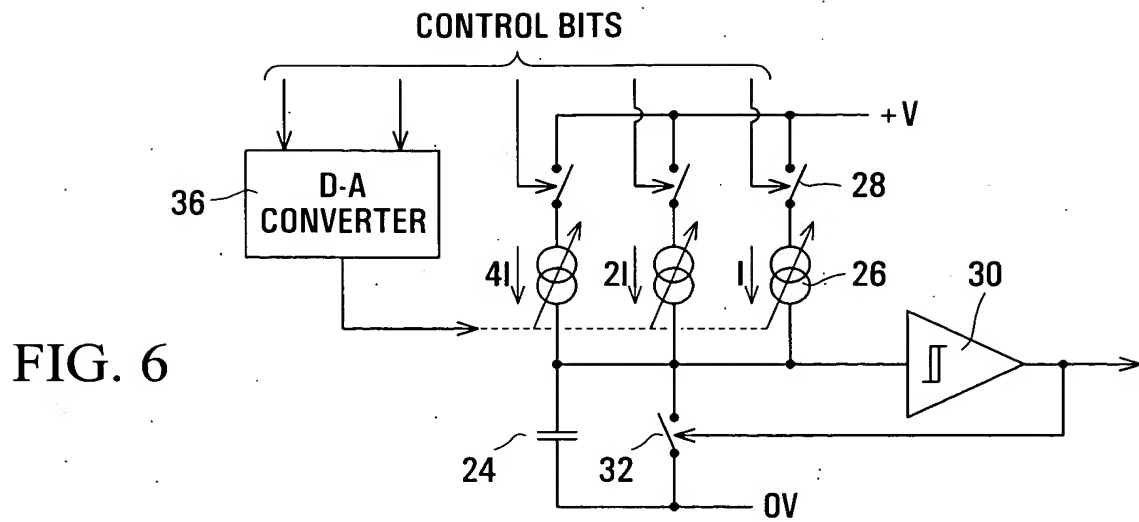 CONTROL BITS
+V
36
D-A
CONVERTER
28
4I
2I
I
26
30
FIG. 6
24
32
0V